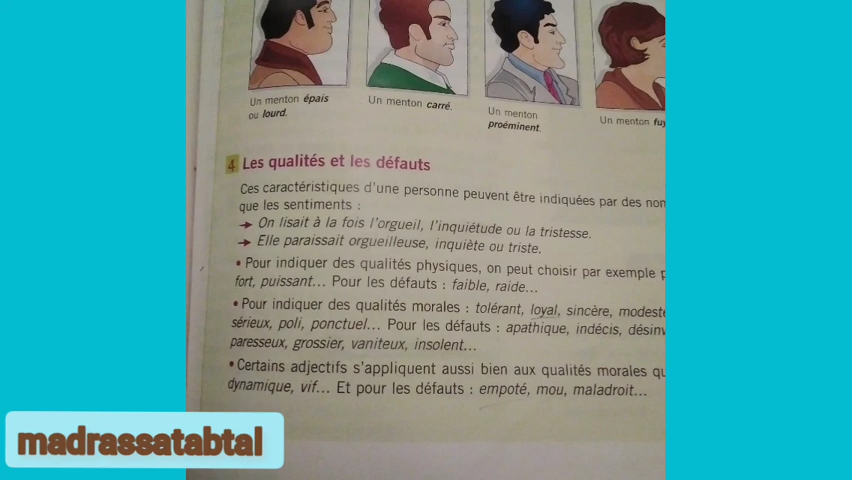 Un menton épais
ou lourd.
Un menton carré.
Un menton
proéminent.
Un menton
4 Les qualités et les défauts
Ces caractéristiques d'une personne peuvent être indiquées par des
que les sentiments :
→ On lisait à la fois l'orgueil, l'inquiétude ou la tristesse.
→ Elle paraissait orgueilleuse, inquiète ou triste.
• Pour indiquer des qualités physiques, on peut choisir par exemple
fort, puissant... Pour les défauts : faible, raide...
• Pour indiquer des qualités morales : tolérant, loyal, sincère, modeste
sérieux, poli, ponctuel... Pour les défauts : apathique, indécis,
paresseux, grossier, vaniteux, insolent...
• Certains adjectifs s'appliquent aussi bien aux qualités morales
dynamique, vif... Et pour les défauts : empoté, mou, maladroit...
madrassatabtal